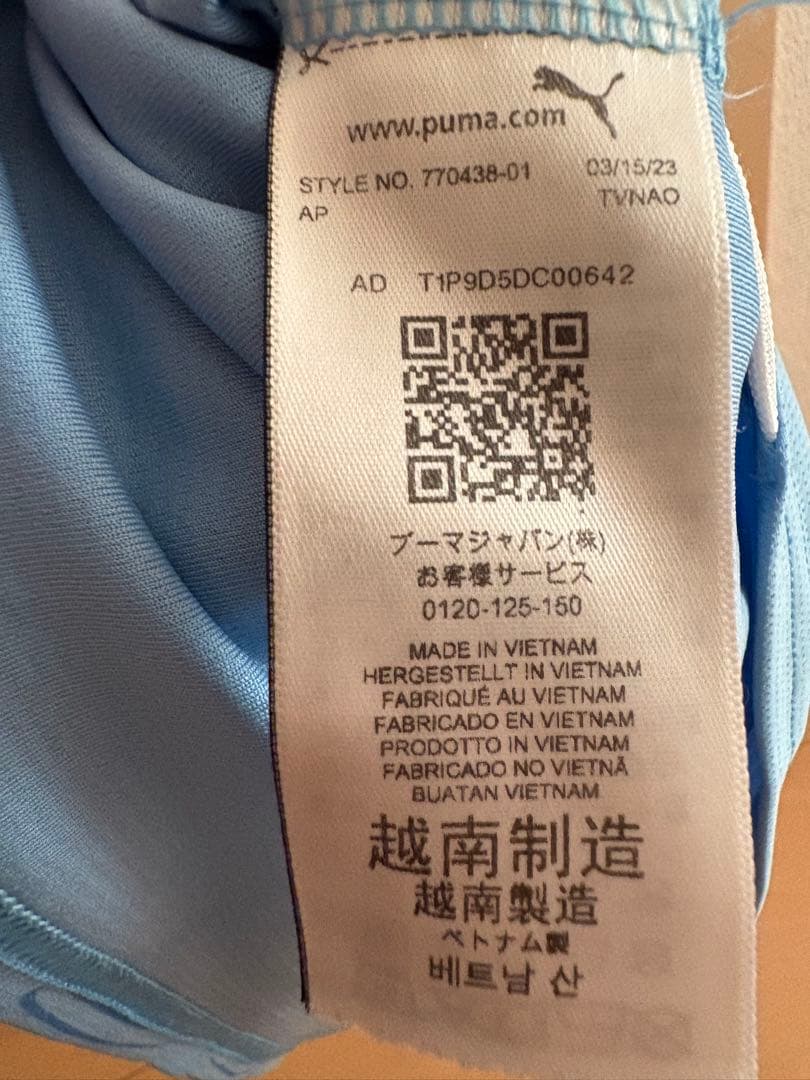 www.puma.com
STYLE NO. 770438-01 03/15/23
AP TVNAO
AD T1P9D5DC00642
プーマジャパン(株)
お客様サービス
0120-125-150
MADE IN VIETNAM
HERGESTELLT IN VIETNAM
FABRIQUÉ AU VIETNAM
FABRICADO EN VIETNAM
PRODOTTO IN VIETNAM
FABRICADO NO VIETNÃ
BUATAN VIETNAM
越南制造
越南製造
ベトナム製
베트남 산